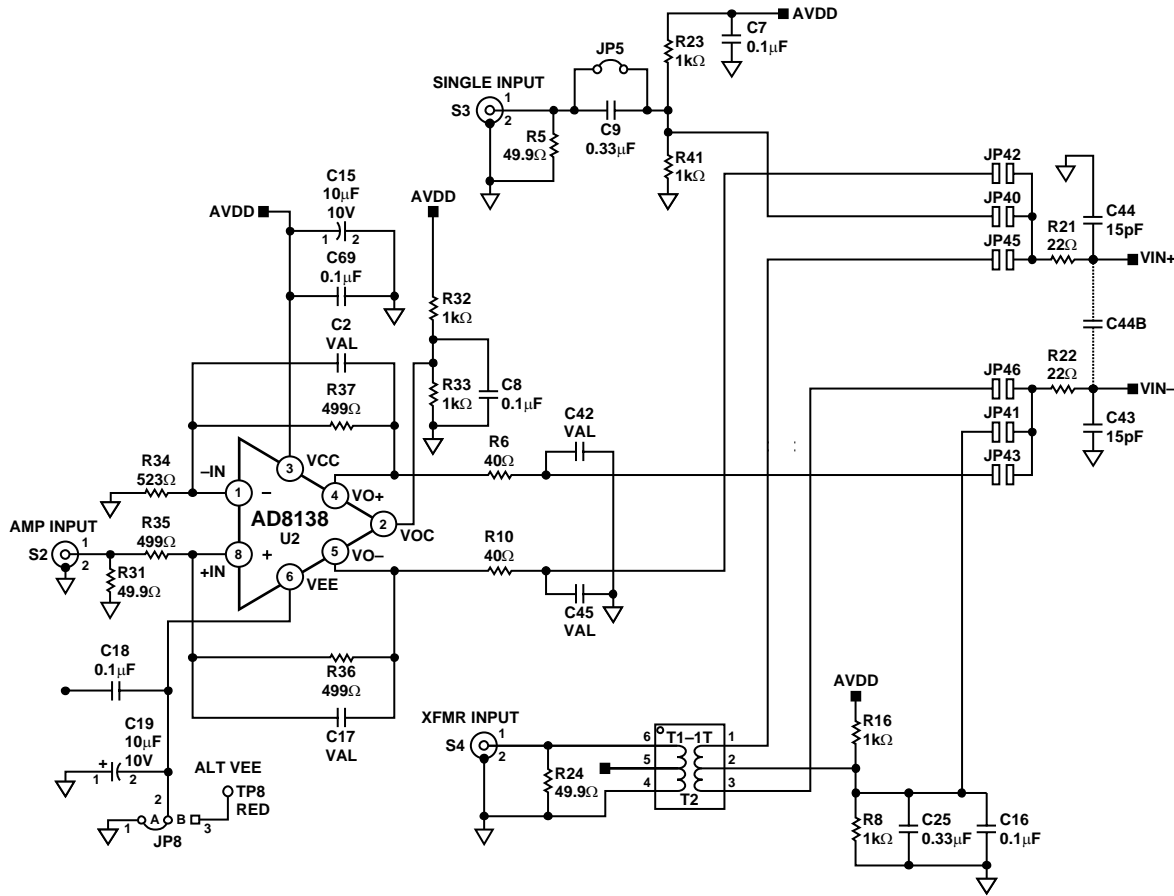 AVDD
C7
0.1µF
R23
1kΩ
JP5
SINGLE INPUT
S3
1
2
R5
49.9Ω
C9
0.33µF
R41
1kΩ
JP42
JP40
JP45
R21
22Ω
C44
15pF
VIN+
C44B
C15
10µF
10V
1 2
AVDD
C69
0.1µF
AVDD
R32
1kΩ
R33
1kΩ
C8
0.1µF
C2
VAL
R37
499Ω
JP46
JP41
JP43
R22
22Ω
VIN–
C43
15pF
R34
523Ω
–IN
1
–
3
VCC
4
VO+
2
VOC
AD8138
U2
5
VO–
6
VEE
8
+
+IN
R6
40Ω
C42
VAL
R10
40Ω
C45
VAL
AMP INPUT
S2
1
2
R35
499Ω
R31
49.9Ω
R36
499Ω
C17
VAL
C18
0.1µF
C19
10µF
10V
+
1 2
ALT VEE
TP8
RED
2
A B
1
3
JP8
XFMR INPUT
S4
1
2
R24
49.9Ω
T1–1T
6
5
4
1
2
3
T2
AVDD
R16
1kΩ
R8
1kΩ
C25
0.33µF
C16
0.1µF